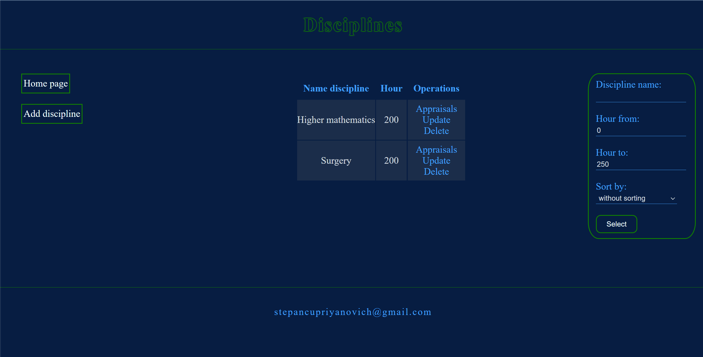 Disciplines
Home page
Add discipline
Name discipline Hour Operations
Higher mathematics 200 Appraisals
Update
Delete
Surgery 200 Appraisals
Update
Delete
Discipline name:
Hour from:
0
Hour to:
250
Sort by:
without sorting
Select
stepancupriyanovich@gmail.com